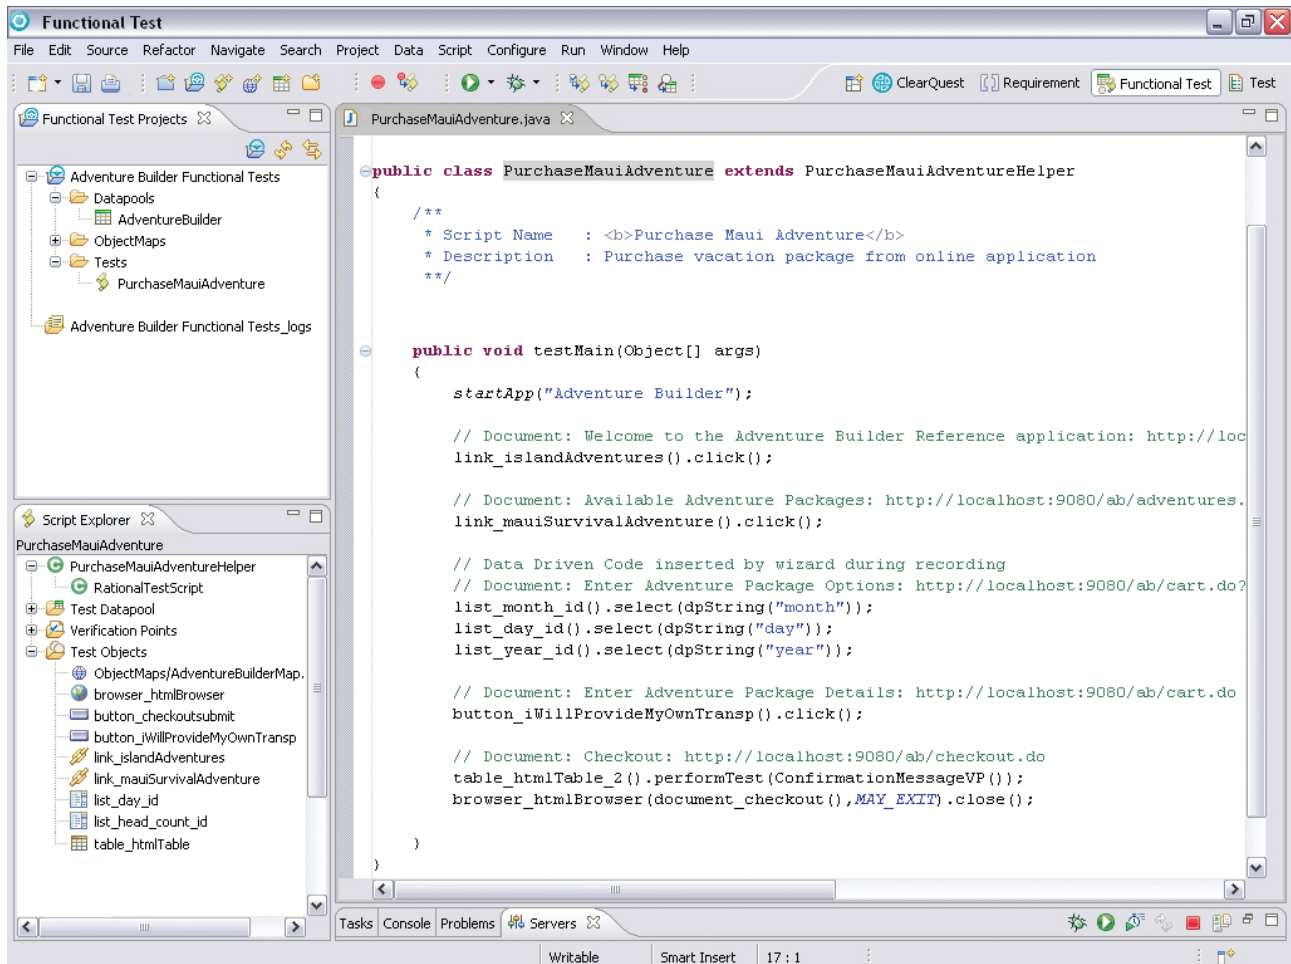 Functional Test
File Edit Source Refactor Navigate Search Project Data Script Configure Run Window Help
ClearQuest Requirement Functional Test Test
Functional Test Projects
Adventure Builder Functional Tests
Datapools
AdventureBuilder
ObjectMaps
Tests
PurchaseMauiAdventure
Adventure Builder Functional Tests_logs
Script Explorer
PurchaseMauiAdventure
PurchaseMauiAdventureHelper
RationalTestScript
Test Datapool
Verification Points
Test Objects
ObjectMaps/AdventureBuilderMap.
browser_htmlBrowser
button_checkoutsubmit
button_iWillProvideMyOwnTransp
link_islandAdventures
link_mauiSurvivalAdventure
list_day_id
list_head_count_id
table_htmlTable
PurchaseMauiAdventure.java
public class PurchaseMauiAdventure extends PurchaseMauiAdventureHelper
{
/**
* Script Name : <b>Purchase Maui Adventure</b>
* Description : Purchase vacation package from online application
**/
public void testMain(Object[] args)
{
startApp("Adventure Builder");
// Document: Welcome to the Adventure Builder Reference application: http://loc
link_islandAdventures().click();
// Document: Available Adventure Packages: http://localhost:9080/ab/adventures.
link_mauiSurvivalAdventure().click();
// Data Driven Code inserted by wizard during recording
// Document: Enter Adventure Package Options: http://localhost:9080/ab/cart.do?
list_month_id().select(dpString("month"));
list_day_id().select(dpString("day"));
list_year_id().select(dpString("year"));
// Document: Enter Adventure Package Details: http://localhost:9080/ab/cart.do
button_iWillProvideMyOwnTransp().click();
// Document: Checkout: http://localhost:9080/ab/checkout.do
table_htmlTable_2().performTest(ConfirmationMessageVP());
browser_htmlBrowser(document_checkout(),MAY_EXIT).close();
}
}
Tasks Console Problems Servers
Writable Smart Insert 17 : 1